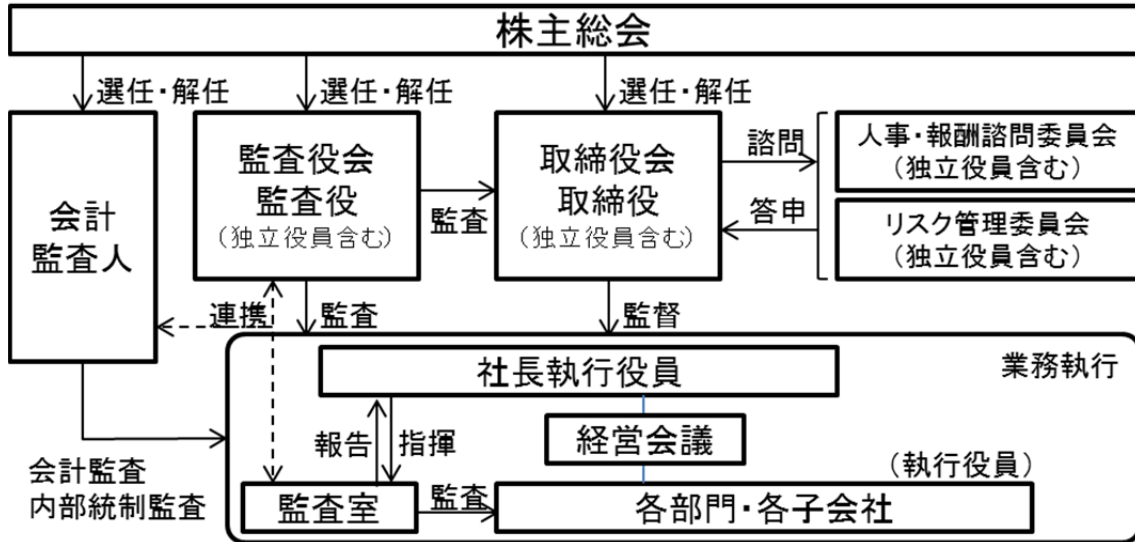 株主総会
選任・解任
選任・解任
選任・解任
会計
監査人
監査役会
監査役
（独立役員含む）
監査
取締役会
取締役
（独立役員含む）
諮問
答申
人事・報酬諮問委員会
（独立役員含む）
リスク管理委員会
（独立役員含む）
連携
監査
監督
業務執行
社長執行役員
報告
指揮
経営会議
（執行役員）
会計監査
内部統制監査
監査室
監査
各部門・各子会社